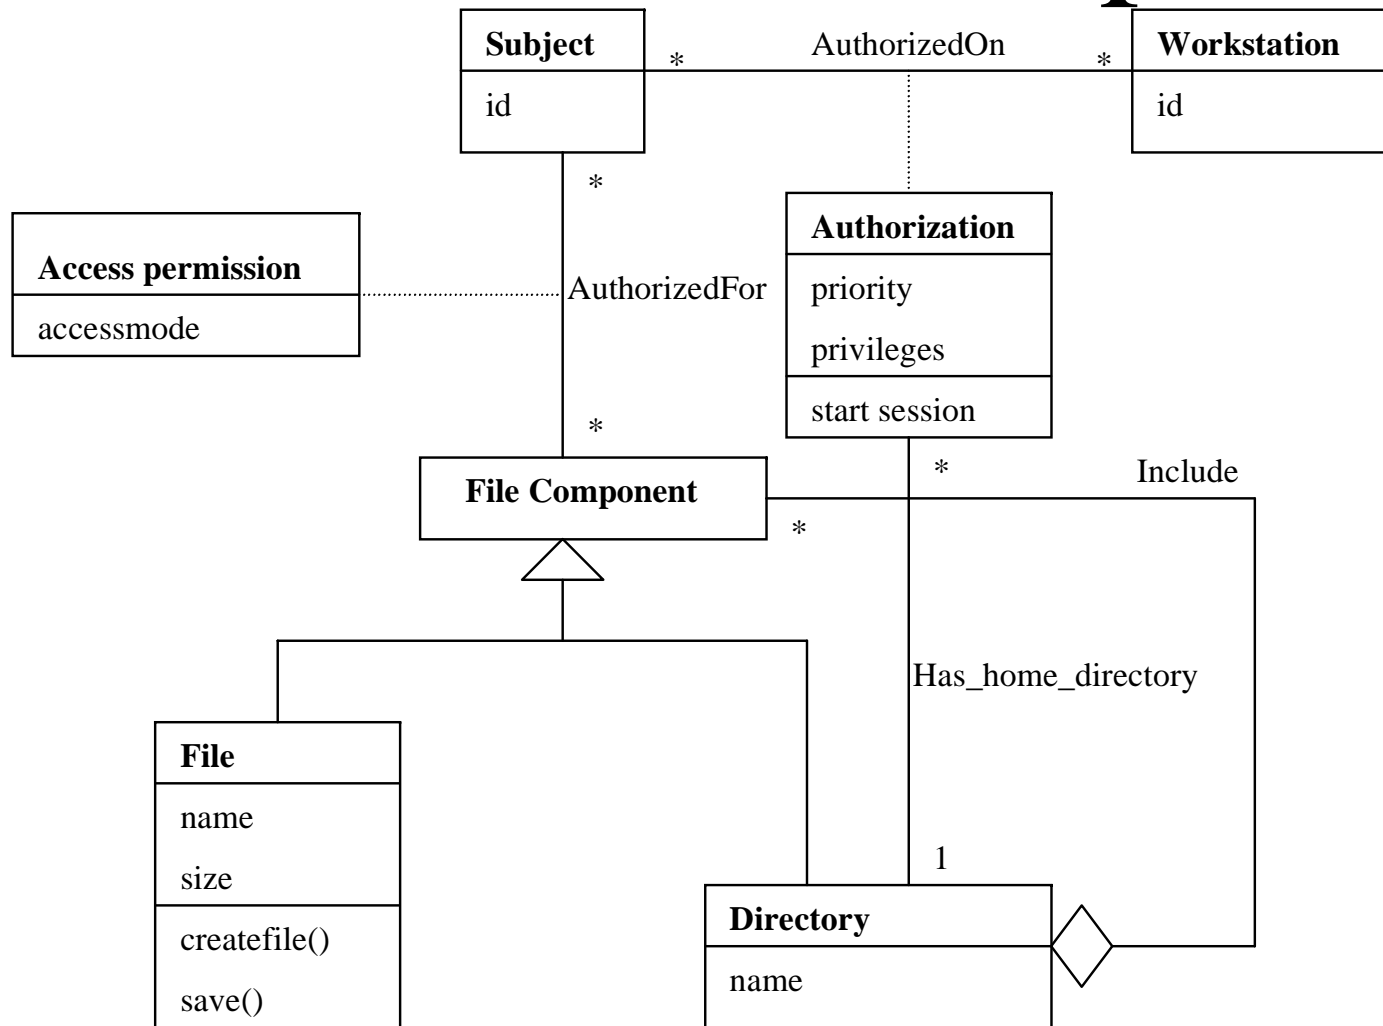 Subject
id
*
AuthorizedOn
*
Workstation
id
*
Access permission
accessmode
AuthorizedFor
Authorization
priority
privileges
start session
*
File Component
*
*
Include
Has_home_directory
1
File
name
size
createfile()
save()
Directory
name